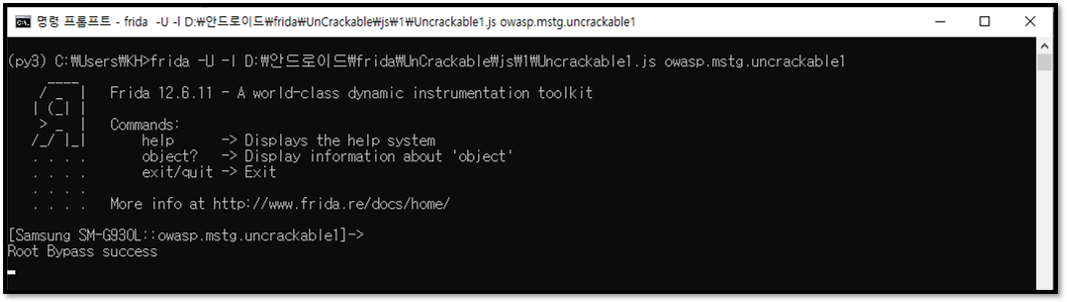 명령 프롬프트 - frida -U -l D:₩안드로이드₩frida₩UnCrackable₩js₩1₩Uncrackable1.js owasp.mstg.uncrackable1
(py3) C:₩Users₩KH>frida -U -l D:₩안드로이드₩frida₩UnCrackable₩js₩1₩Uncrackable1.js owasp.mstg.uncrackable1
     ____
    / _  |   Frida 12.6.11 - A world-class dynamic instrumentation toolkit
   | (_| |
    > _  |   Commands:
   /_/ |_|       help      -> Displays the help system
   . . . .       object?   -> Display information about 'object'
   . . . .       exit/quit -> Exit
   . . . .
   . . . .   More info at http://www.frida.re/docs/home/
[Samsung SM-G930L::owasp.mstg.uncrackable1]->
Root Bypass success